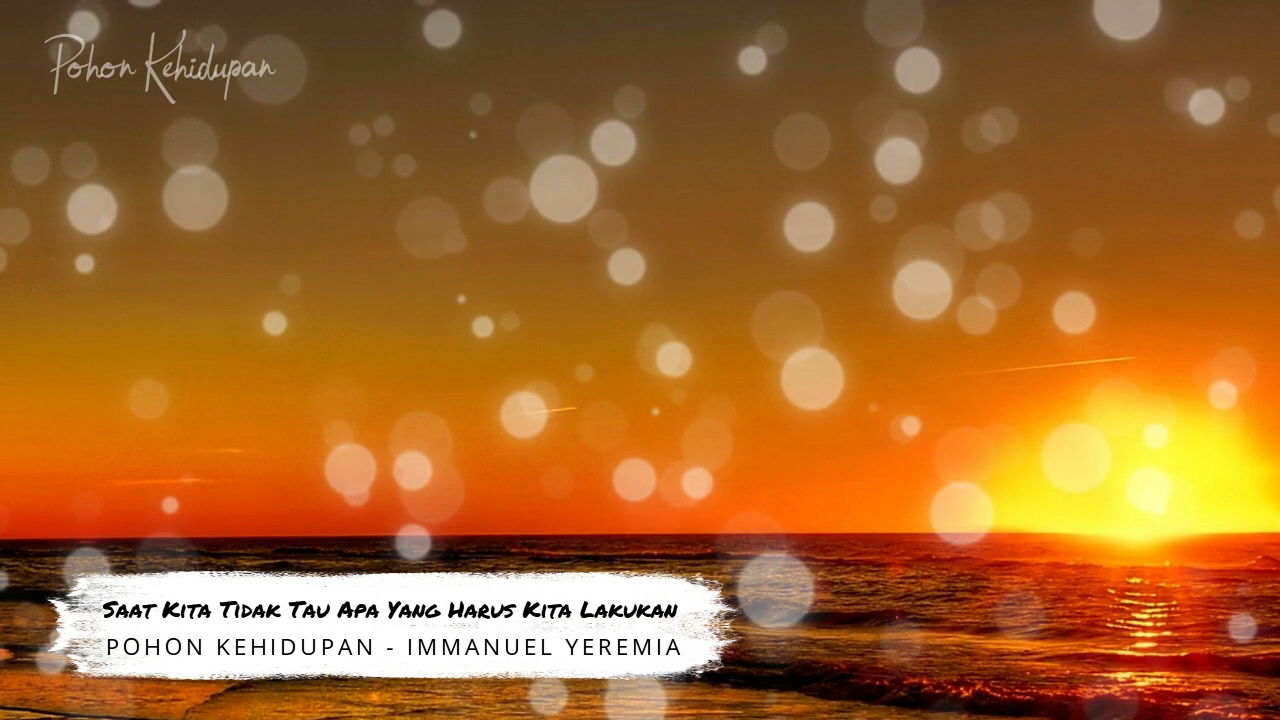 Pohon Kehidupan
Saat Kita Tidak Tau Apa Yang Harus Kita Lakukan
POHON KEHIDUPAN - IMMANUEL YEREMIA